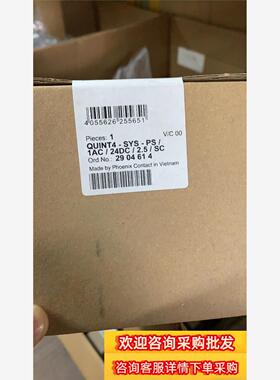 4055626255651
Pieces: 1
V/C 00
QUINT4 - SYS - PS /
1AC / 24DC / 2.5 / SC
Ord No.: 29 04 61 4
Made by Phoenix Contact in Vietnam
欢迎咨询采购批发
咨询客服详情下单采购